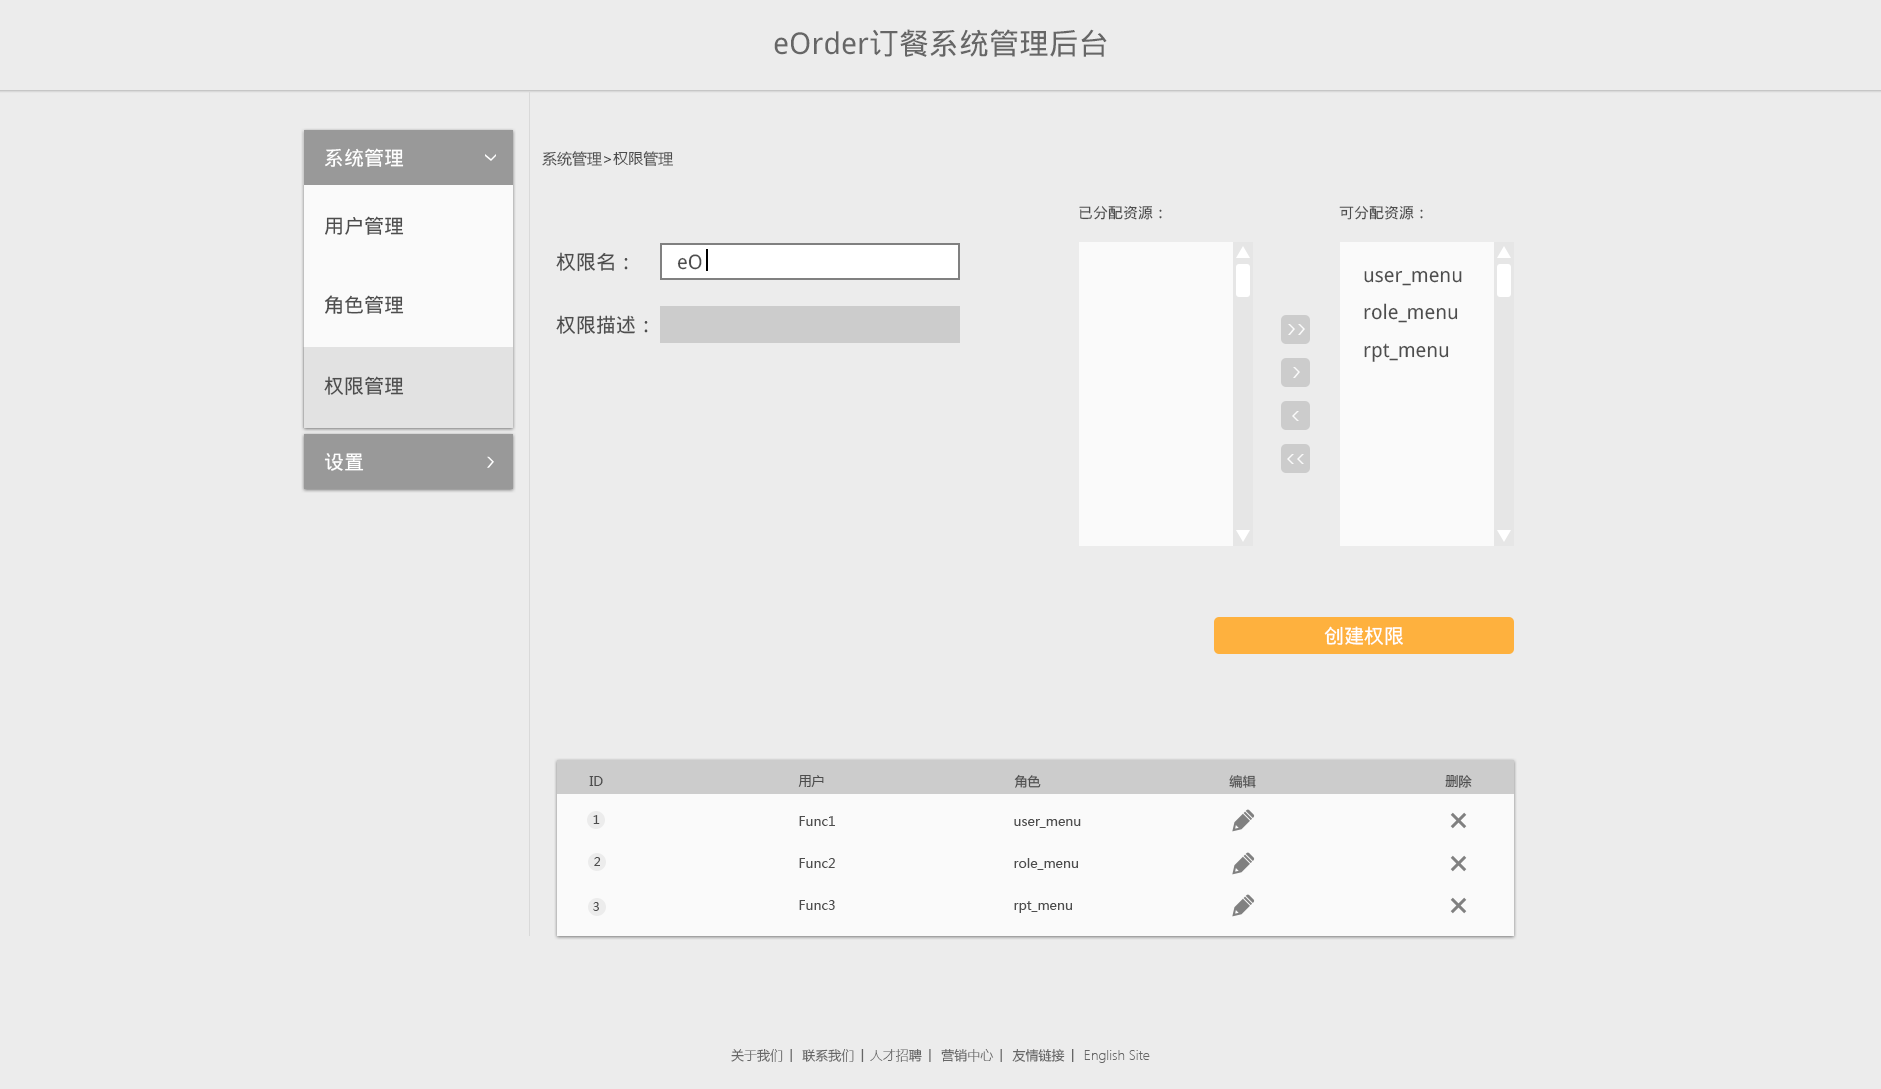 eOrder订餐系统管理后台
系统管理
用户管理
角色管理
权限管理
设置
系统管理>权限管理
已分配资源：
可分配资源：
权限名： eO
权限描述：
user_menu
role_menu
rpt_menu
>>
>
<
<<
创建权限
ID 用户 角色 编辑 删除
1 Func1 user_menu
2 Func2 role_menu
3 Func3 rpt_menu
关于我们 | 联系我们 | 人才招聘 | 营销中心 | 友情链接 | English Site